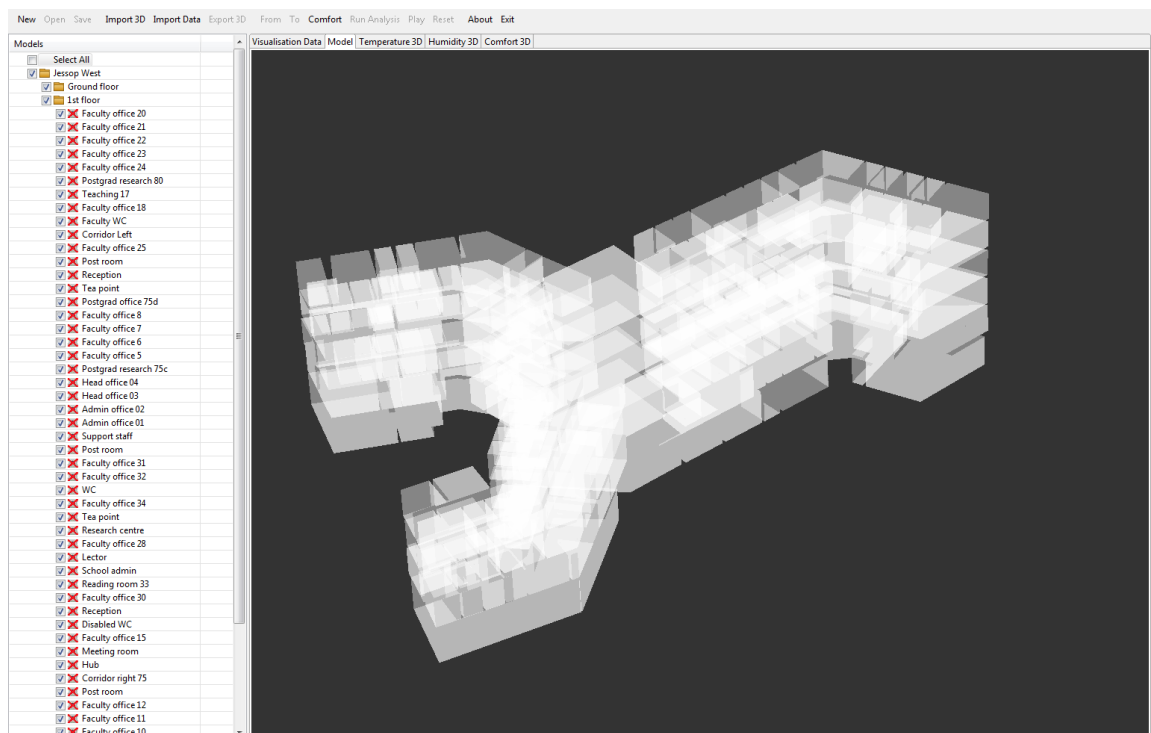 New Open Save Import 3D Import Data Export 3D From To Comfort Run Analysis Play Reset About Exit
Models
Visualisation Data Model Temperature 3D Humidity 3D Comfort 3D
Select All
Jessop West
Ground floor
1st floor
Faculty office 20
Faculty office 21
Faculty office 22
Faculty office 23
Faculty office 24
Postgrad research 80
Teaching 17
Faculty office 18
Faculty WC
Corridor Left
Faculty office 25
Post room
Reception
Tea point
Postgrad office 75d
Faculty office 8
Faculty office 7
Faculty office 6
Faculty office 5
Postgrad research 75c
Head office 04
Head office 03
Admin office 02
Admin office 01
Support staff
Post room
Faculty office 31
Faculty office 32
WC
Faculty office 34
Tea point
Research centre
Faculty office 28
Lector
School admin
Reading room 33
Faculty office 30
Reception
Disabled WC
Faculty office 15
Meeting room
Hub
Corridor right 75
Post room
Faculty office 12
Faculty office 11
Faculty office 10